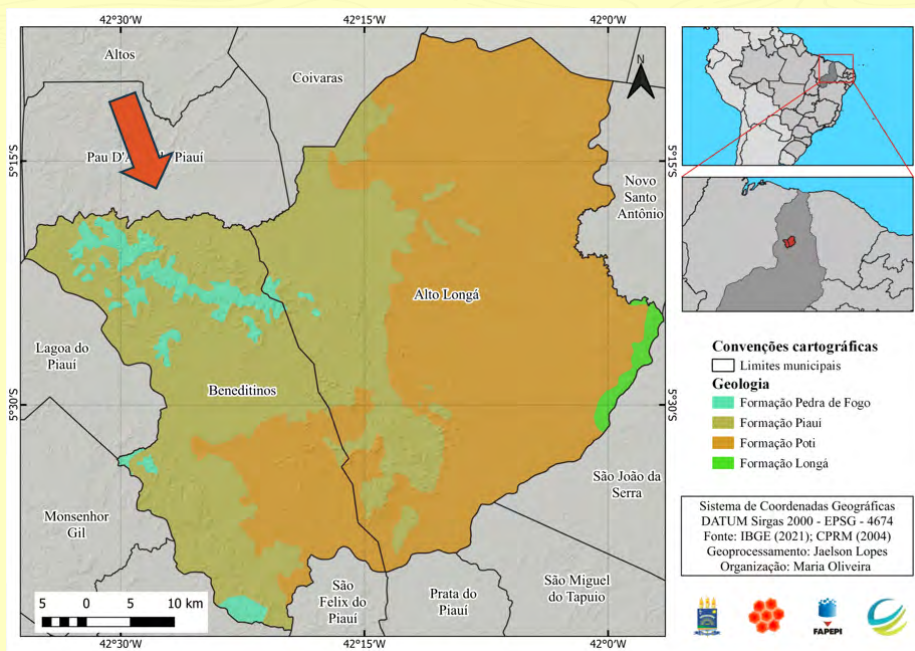 42°30'W
42°15'W
42°0'W
Altos
Coivaras
N
Pau D'A
Piauí
5°15'S
5°15'S
Novo
Santo
Antônio
Alto Longá
Lagoa do
Piauí
Beneditinos
5°30'S
5°30'S
São João da
Serra
Monsenhor
Gil
São
Felix do
Piauí
Prata do
Piauí
São Miguel
do Tapuio
5 0 5 10 km
42°30'W
42°15'W
42°0'W
Convenções cartográficas
Limites municipais
Geologia
Formação Pedra de Fogo
Formação Piauí
Formação Poti
Formação Longá
Sistema de Coordenadas Geográficas
DATUM Sirgas 2000 - EPSG - 4674
Fonte: IBGE (2021); CPRM (2004)
Geoprocessamento: Jaelson Lopes
Organização: Maria Oliveira
FAPEPI